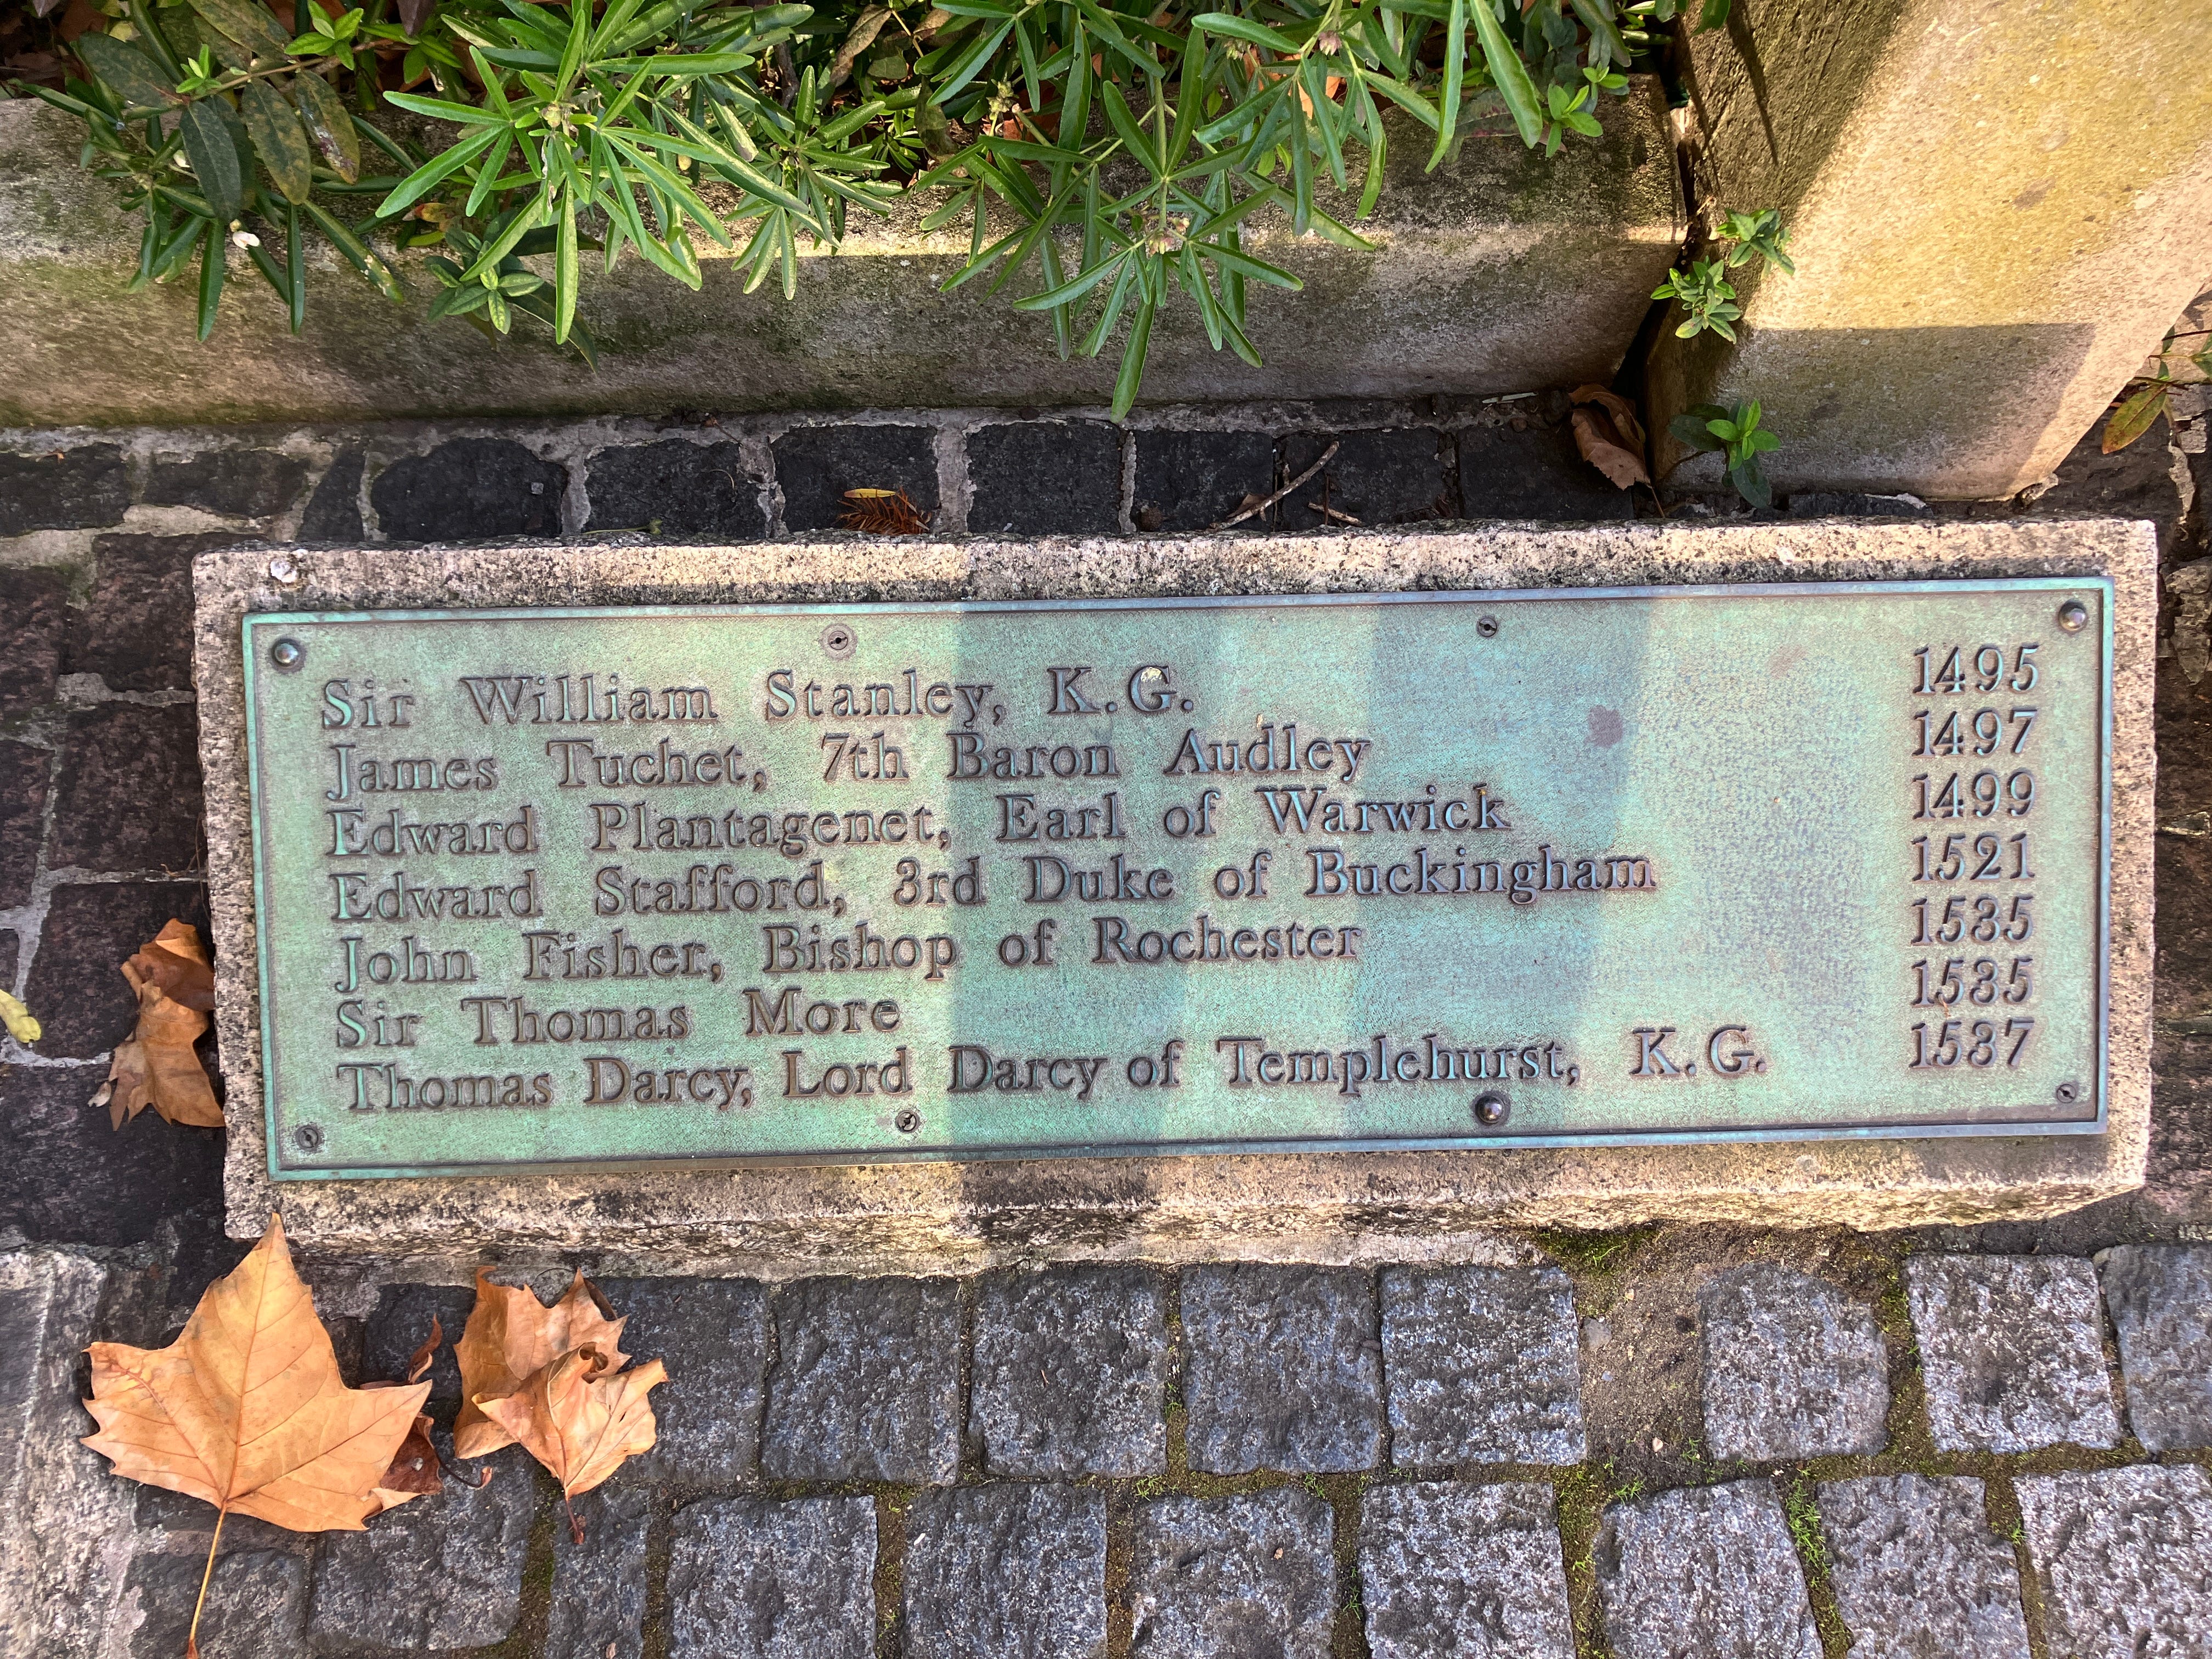 Sir William Stanley, K.G. 1495
James Tuchet, 7th Baron Audley 1497
Edward Plantagenet, Earl of Warwick 1499
Edward Stafford, 3rd Duke of Buckingham 1521
John Fisher, Bishop of Rochester 1535
Sir Thomas More 1535
Thomas Darcy, Lord Darcy of Templehurst, K.G. 1537